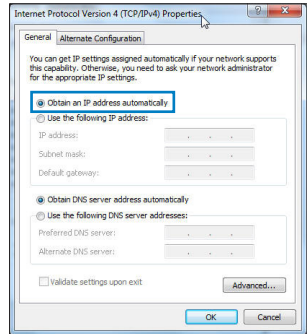 Internet Protocol Version 4 (TCP/IPv4) Properties
General
Alternate Configuration
You can get IP settings assigned automatically if your network supports
this capability. Otherwise, you need to ask your network administrator
for the appropriate IP settings.
Obtain an IP address automatically
Use the following IP address:
IP address:
Subnet mask:
Default gateway:
Obtain DNS server address automatically
Use the following DNS server addresses:
Preferred DNS server:
Alternate DNS server:
Validate settings upon exit
Advanced...
OK
Cancel